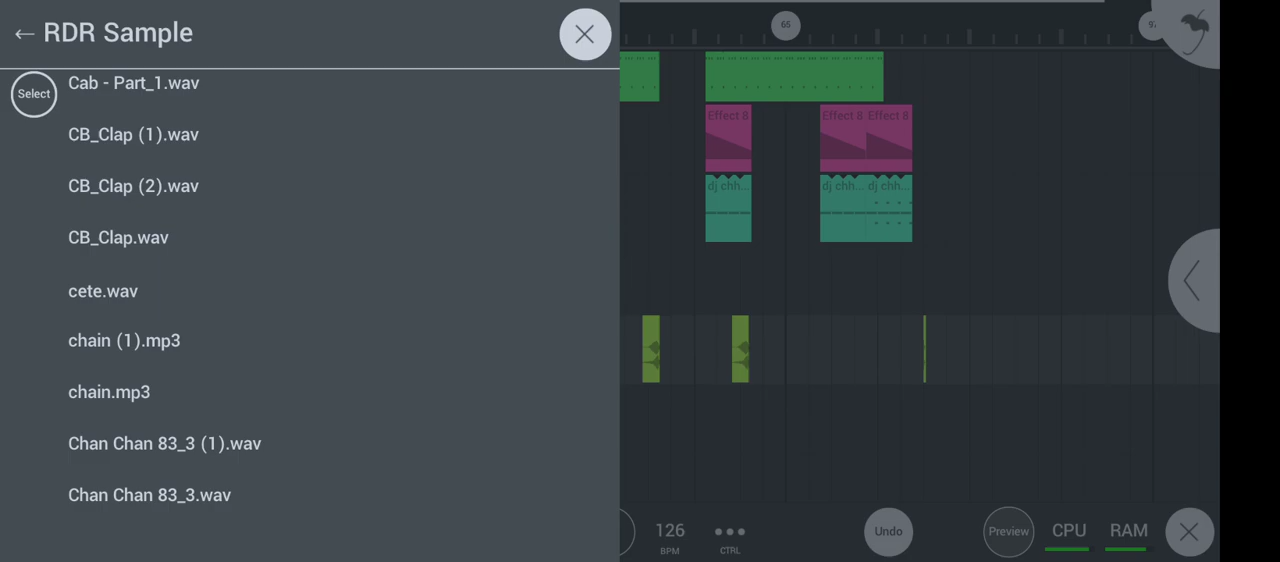 ← RDR Sample
Select
Cab - Part_1.wav
CB_Clap (1).wav
CB_Clap (2).wav
CB_Clap.wav
cete.wav
chain (1).mp3
chain.mp3
Chan Chan 83_3 (1).wav
Chan Chan 83_3.wav
65
Effect 8
Effect 8
Effect 8
dj chh...
dj chh...
dj chh...
126
BPM
CTRL
Undo
Preview
CPU
RAM